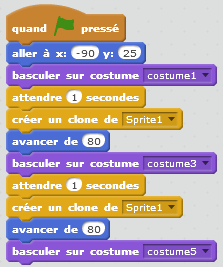 quand pressé
aller à x: -90 y: 25
basculer sur costume costume1
attendre 1 secondes
créer un clone de Sprite1
avancer de 80
basculer sur costume costume3
attendre 1 secondes
créer un clone de Sprite1
avancer de 80
basculer sur costume costume5